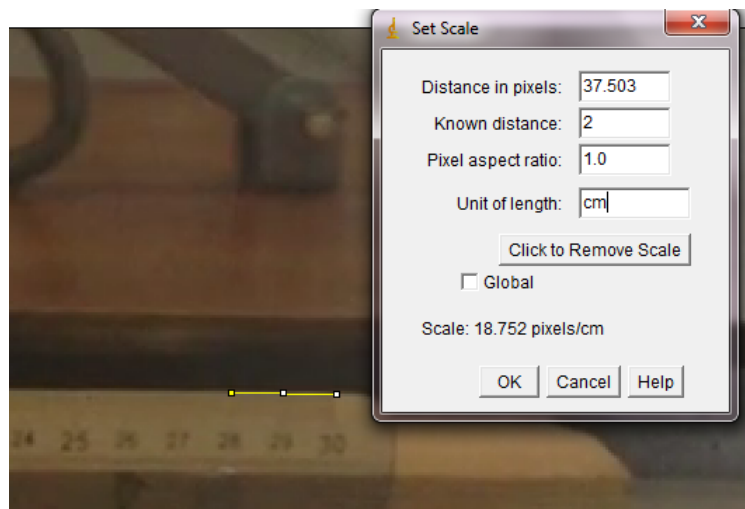 Set Scale
Distance in pixels: 37.503
Known distance: 2
Pixel aspect ratio: 1.0
Unit of length: cm
Click to Remove Scale
Global
Scale: 18.752 pixels/cm
OK Cancel Help
24 25 26 27 28 29 30